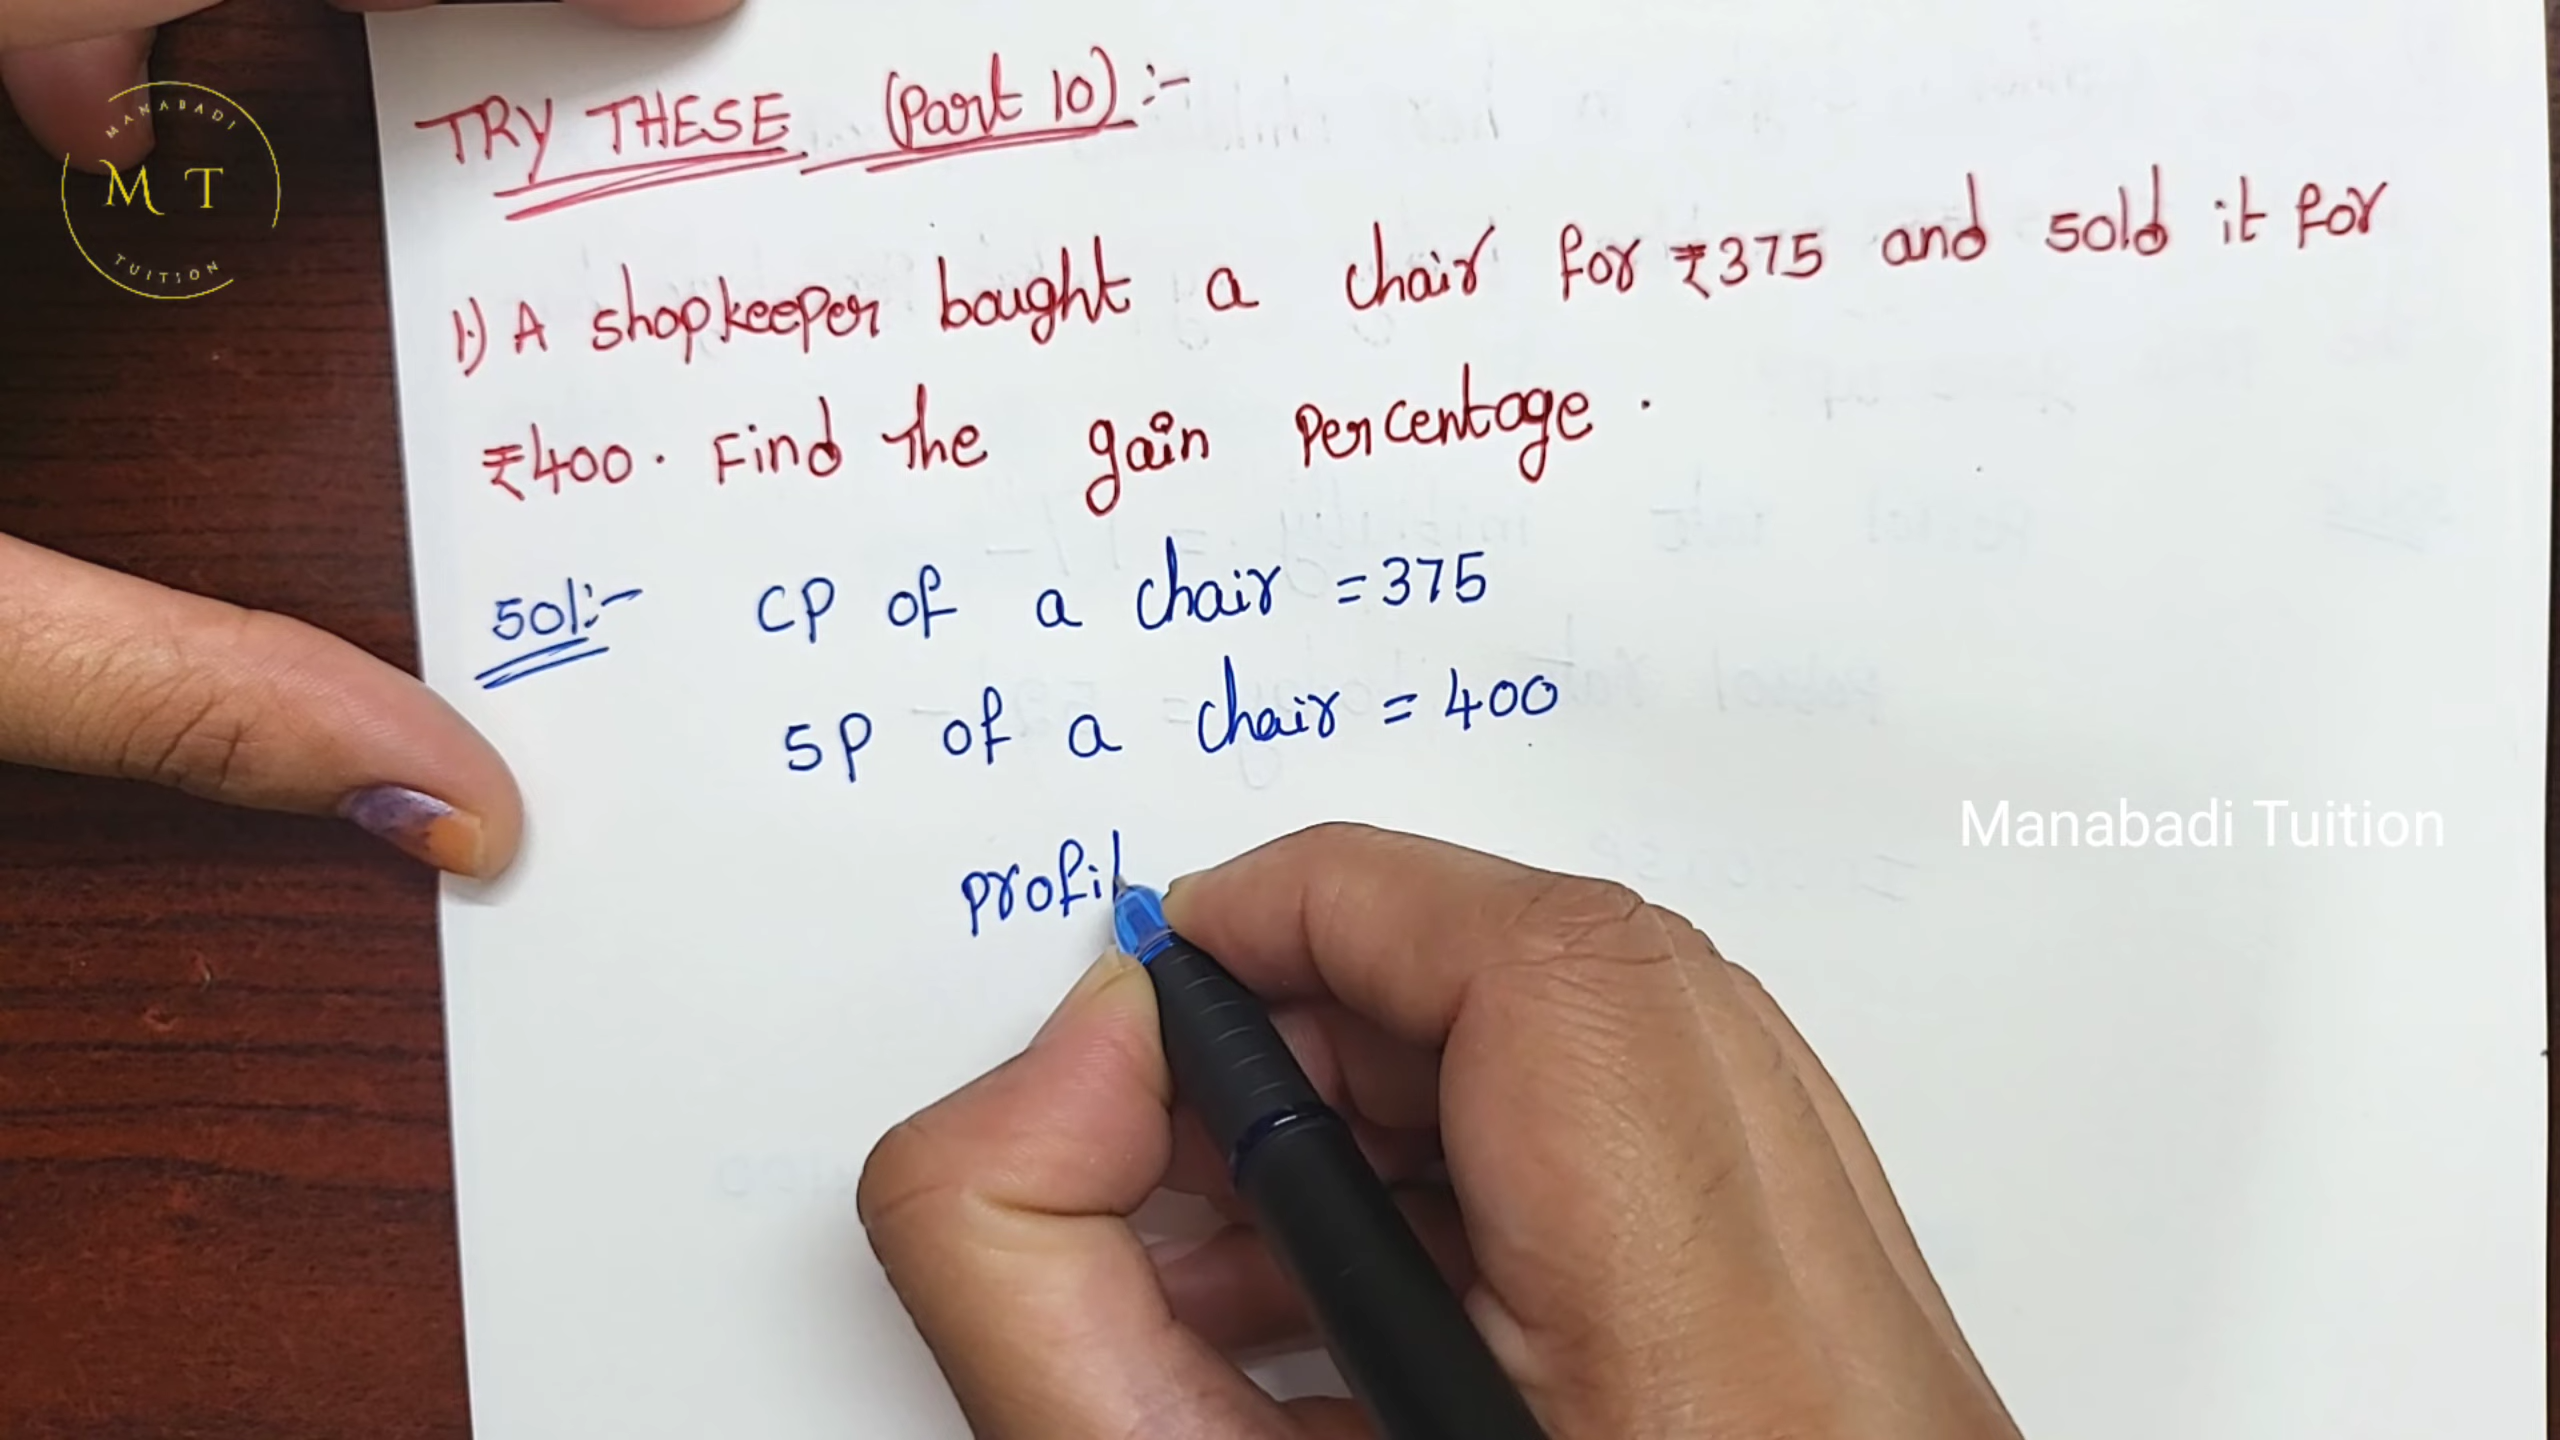 MANABADI
M T
TUITION
TRY THESE (Part 10) :-
1.) A shopkeeper bought a chair for ₹375 and sold it for
₹400. Find the gain Percentage.
Sol:- CP of a chair = 375
SP of a chair = 400
Manabadi Tuition
profil